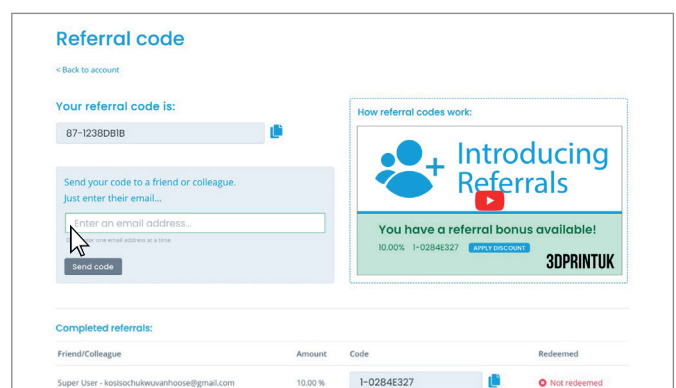 Referral code
< Back to account
Your referral code is:
87-1238DB1B
Send your code to a friend or colleague.
Just enter their email...
Enter an email address...
enter one email address at a time
Send code
How referral codes work:
Introducing
Referrals
You have a referral bonus available!
10.00% 1-0284E327 APPLY DISCOUNT
3DPRINTUK
Completed referrals:
Friend/Colleague Amount Code Redeemed
Super User - kosisochukwuvanhoose@gmail.com 10.00 % 1-0284E327 Not redeemed